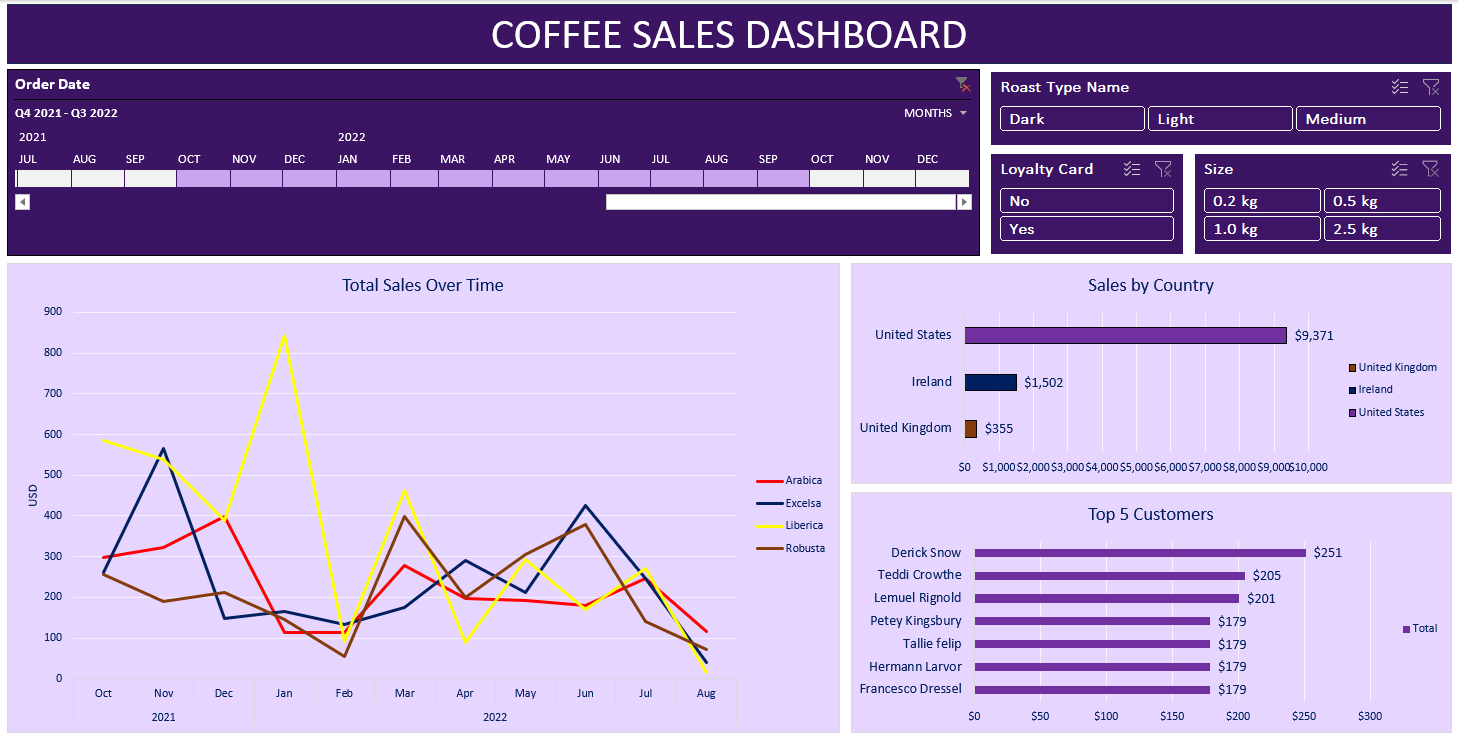 COFFEE SALES DASHBOARD
Order Date
Q4 2021 - Q3 2022
MONTHS
2021 2022
JUL AUG SEP OCT NOV DEC JAN FEB MAR APR MAY JUN JUL AUG SEP OCT NOV DEC
Roast Type Name
Dark Light Medium
Loyalty Card
No
Yes
Size
0.2 kg 0.5 kg
1.0 kg 2.5 kg
Total Sales Over Time
900
800
700
600
500
400
300
200
100
0
USD
Oct Nov Dec Jan Feb Mar Apr May Jun Jul Aug
2021 2022
Arabica
Excelsa
Liberica
Robusta
Sales by Country
United States $9,371
Ireland $1,502
United Kingdom $355
$0 $1,000 $2,000 $3,000 $4,000 $5,000 $6,000 $7,000 $8,000 $9,000 $10,000
United Kingdom
Ireland
United States
Top 5 Customers
Derick Snow $251
Teddi Crowthe $205
Lemuel Rignold $201
Petey Kingsbury $179
Tallie felip $179
Hermann Larvor $179
Francesco Dressel $179
$0 $50 $100 $150 $200 $250 $300
Total